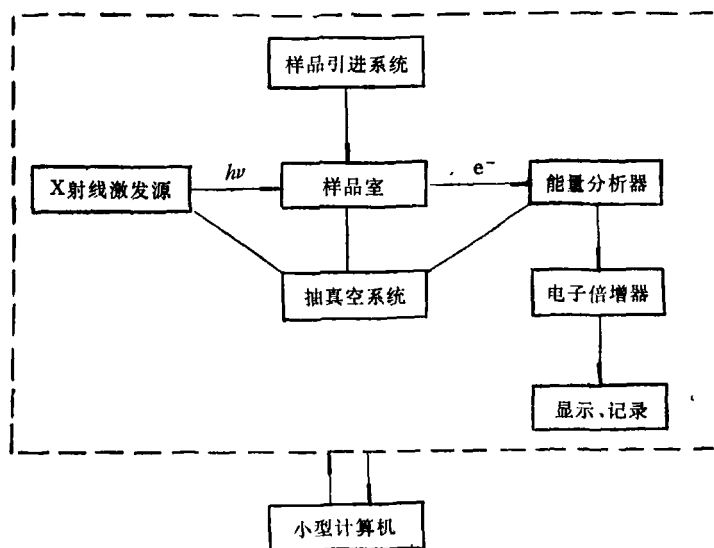 样品引进系统
X射线激发源
hν
样品室
e⁻
能量分析器
抽真空系统
电子倍增器
显示、记录
小型计算机